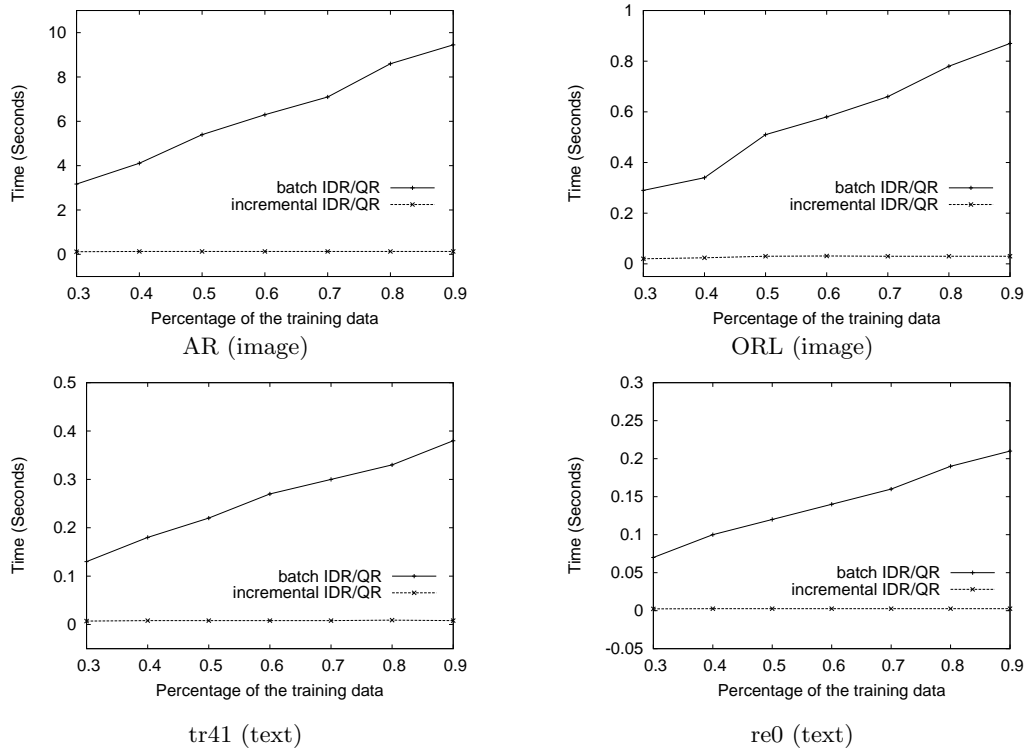 10
8
6
4
2
0
Time (Seconds)
batch IDR/QR
incremental IDR/QR
0.3 0.4 0.5 0.6 0.7 0.8 0.9
Percentage of the training data
AR (image)
1
0.8
0.6
0.4
0.2
0
Time (Seconds)
batch IDR/QR
incremental IDR/QR
0.3 0.4 0.5 0.6 0.7 0.8 0.9
Percentage of the training data
ORL (image)
0.5
0.4
0.3
0.2
0.1
0
Time (Seconds)
batch IDR/QR
incremental IDR/QR
0.3 0.4 0.5 0.6 0.7 0.8 0.9
Percentage of the training data
tr41 (text)
0.3
0.25
0.2
0.15
0.1
0.05
0
-0.05
Time (Seconds)
batch IDR/QR
incremental IDR/QR
0.3 0.4 0.5 0.6 0.7 0.8 0.9
Percentage of the training data
re0 (text)